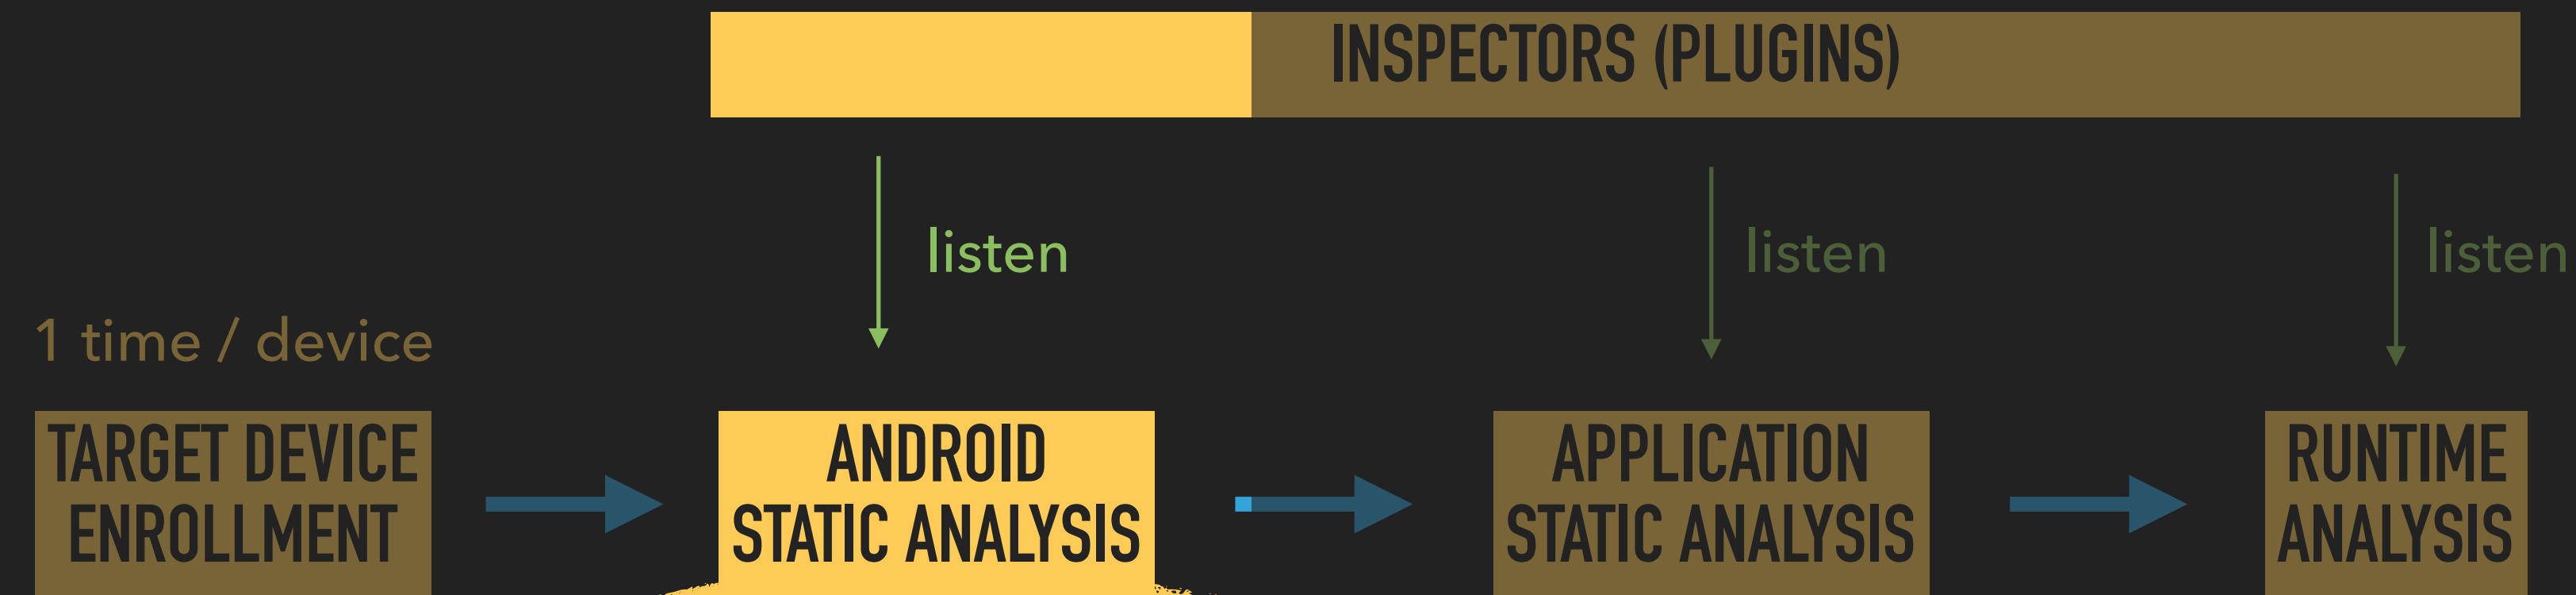 INSPECTORS (PLUGINS)
listen
listen
listen
1 time / device
TARGET DEVICE
ENROLLMENT
ANDROID
STATIC ANALYSIS
APPLICATION
STATIC ANALYSIS
RUNTIME
ANALYSIS